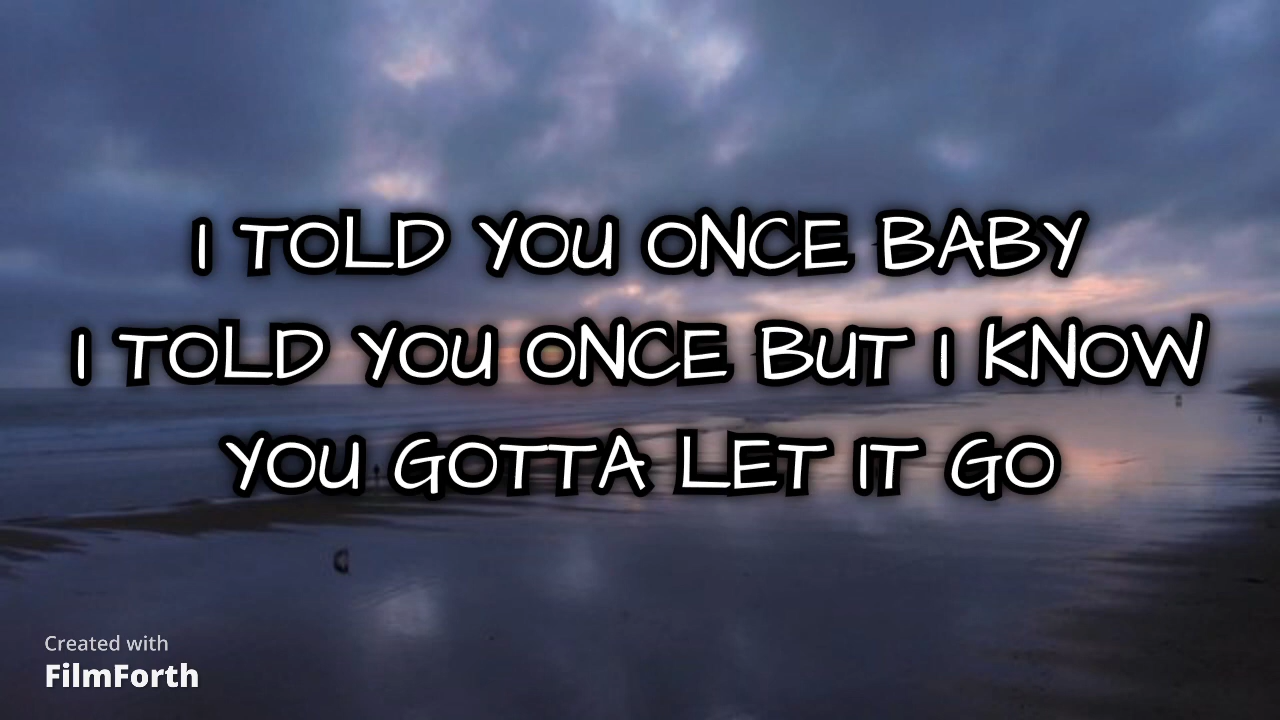 I TOLD YOU ONCE BABY
I TOLD YOU ONCE BUT I KNOW
YOU GOTTA LET IT GO
Created with
FilmForth